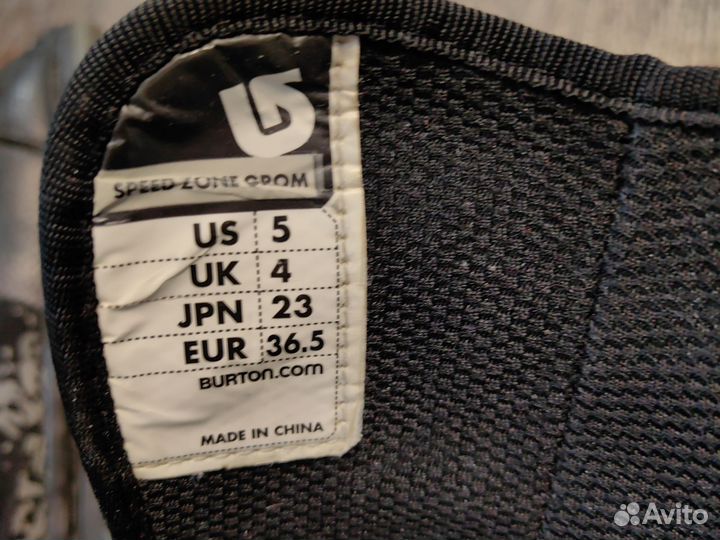 SPEED ZONE GROM
US 5
UK 4
JPN 23
EUR 36.5
BURTON.COM
MADE IN CHINA
Avito